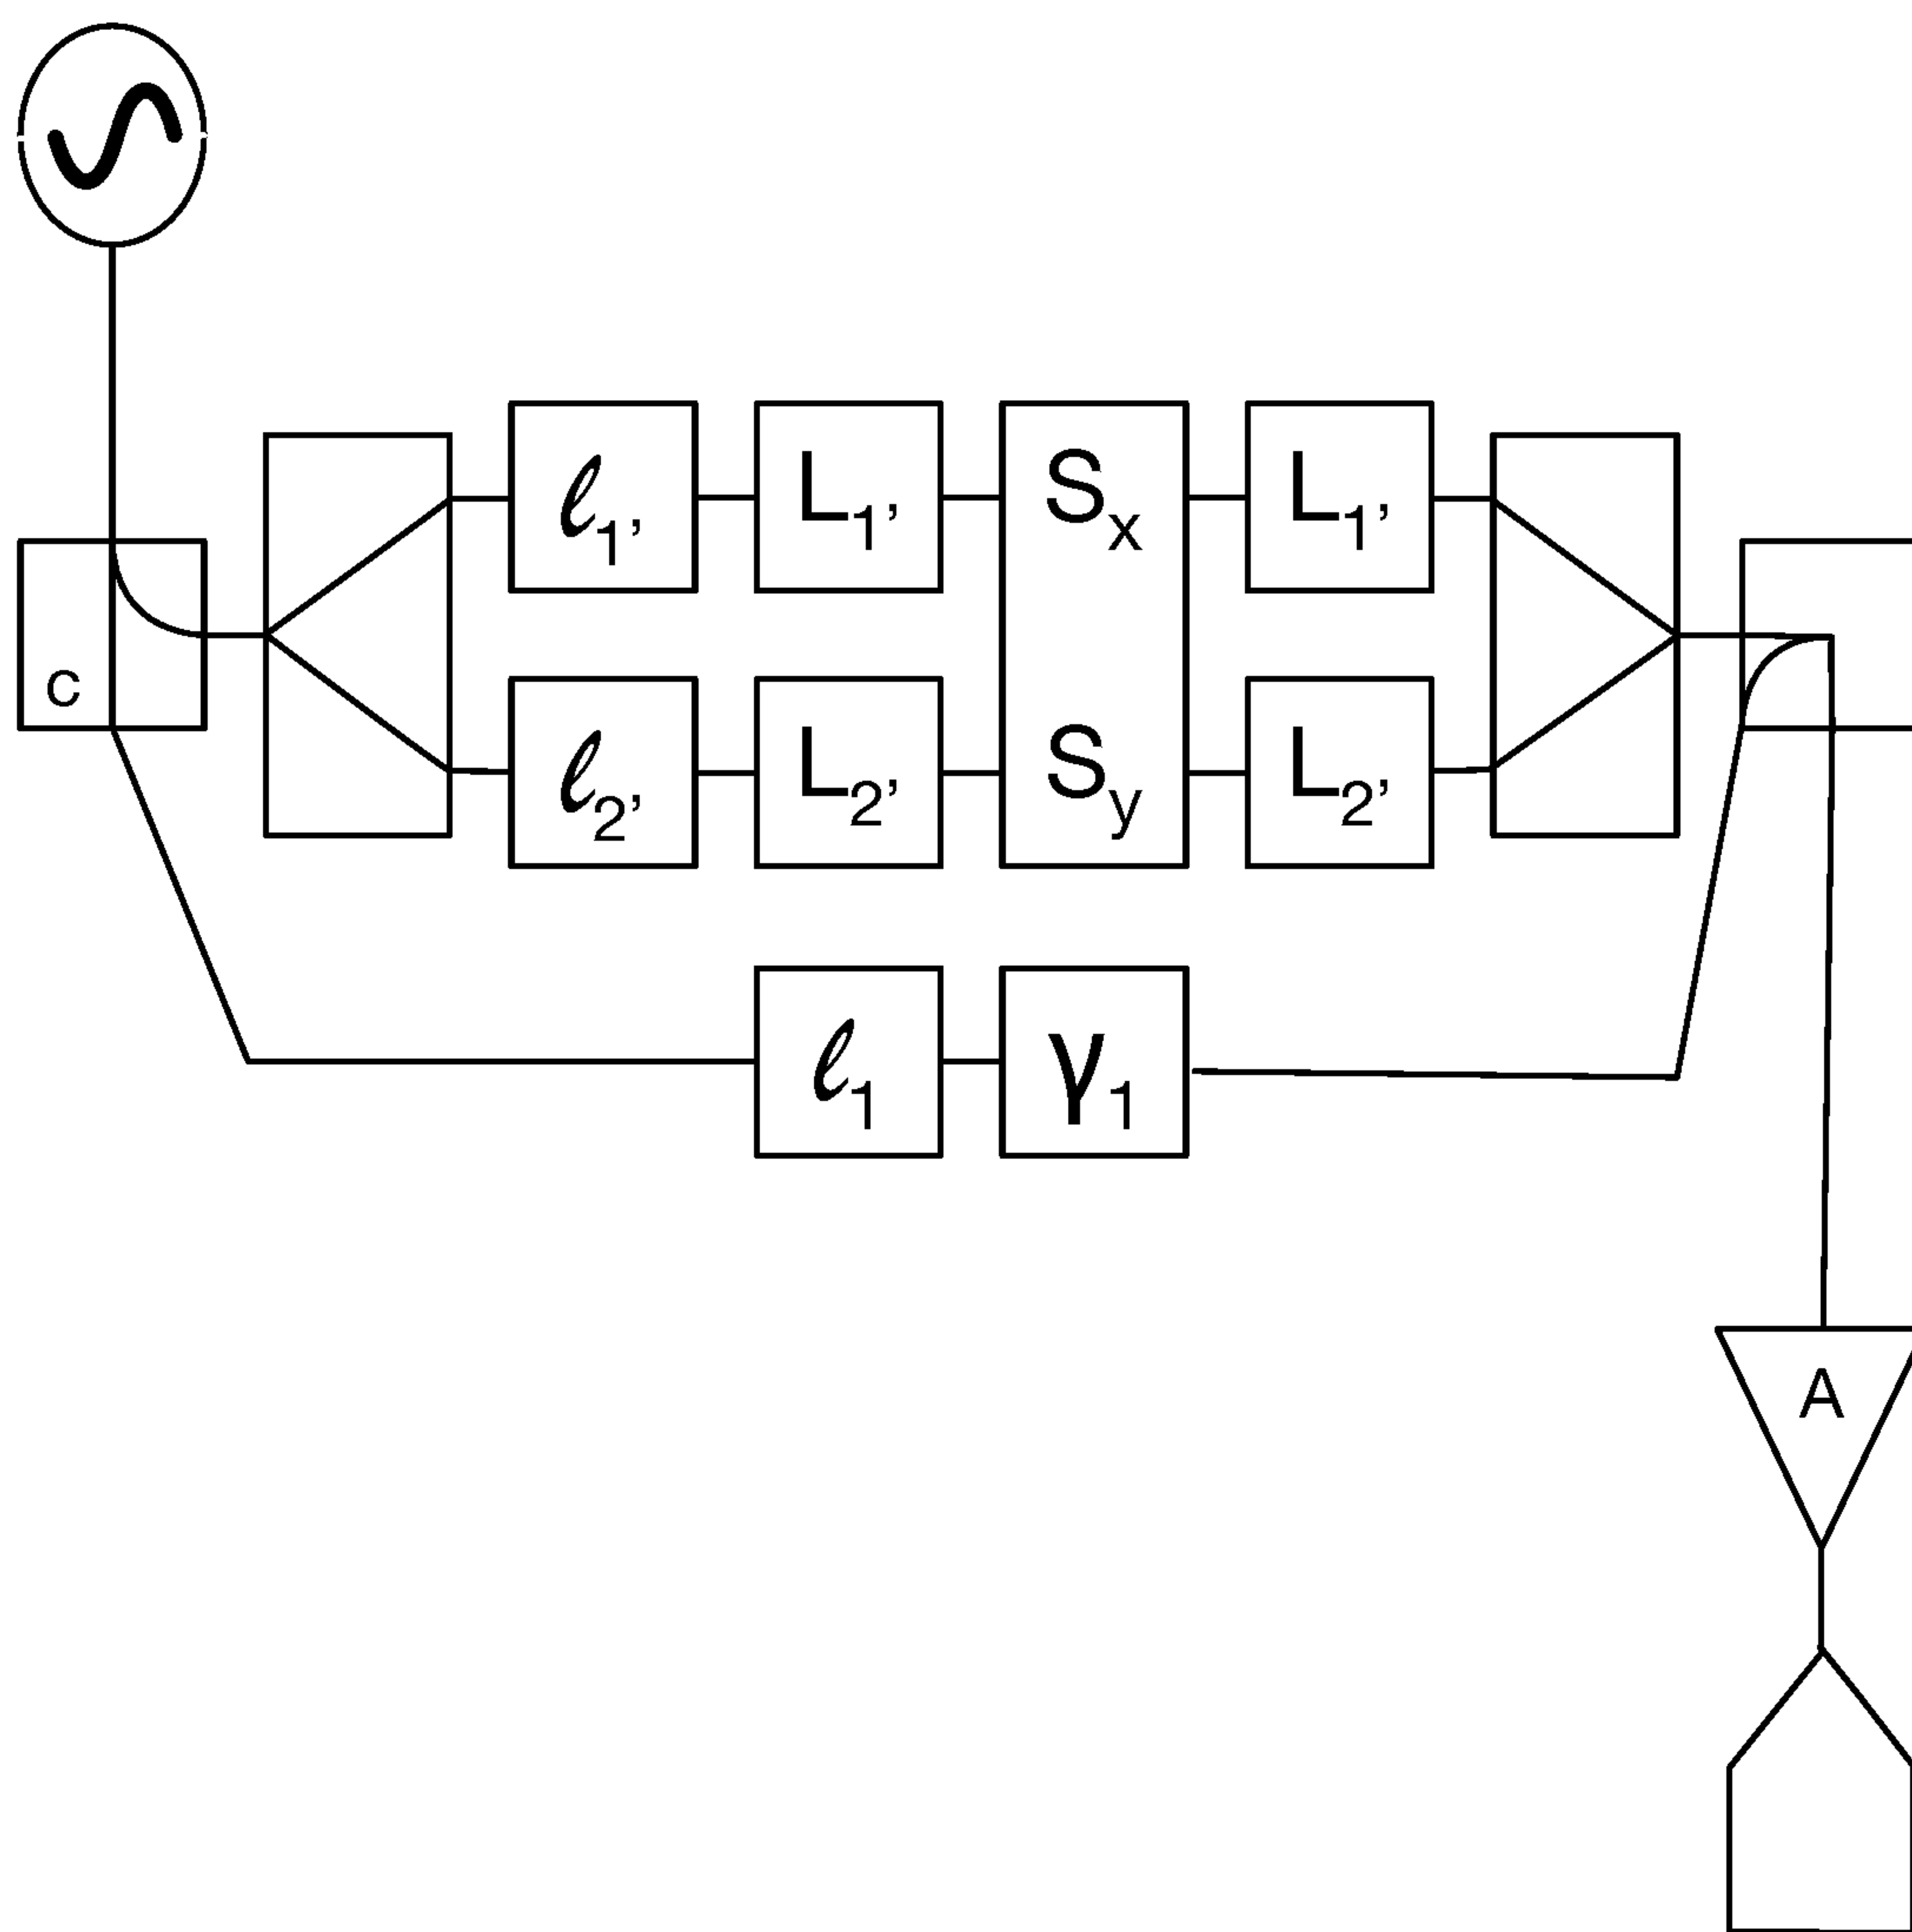 ℓ1' L1' Sx L1'
c
ℓ2' L2' Sy L2'
ℓ1 γ1
A